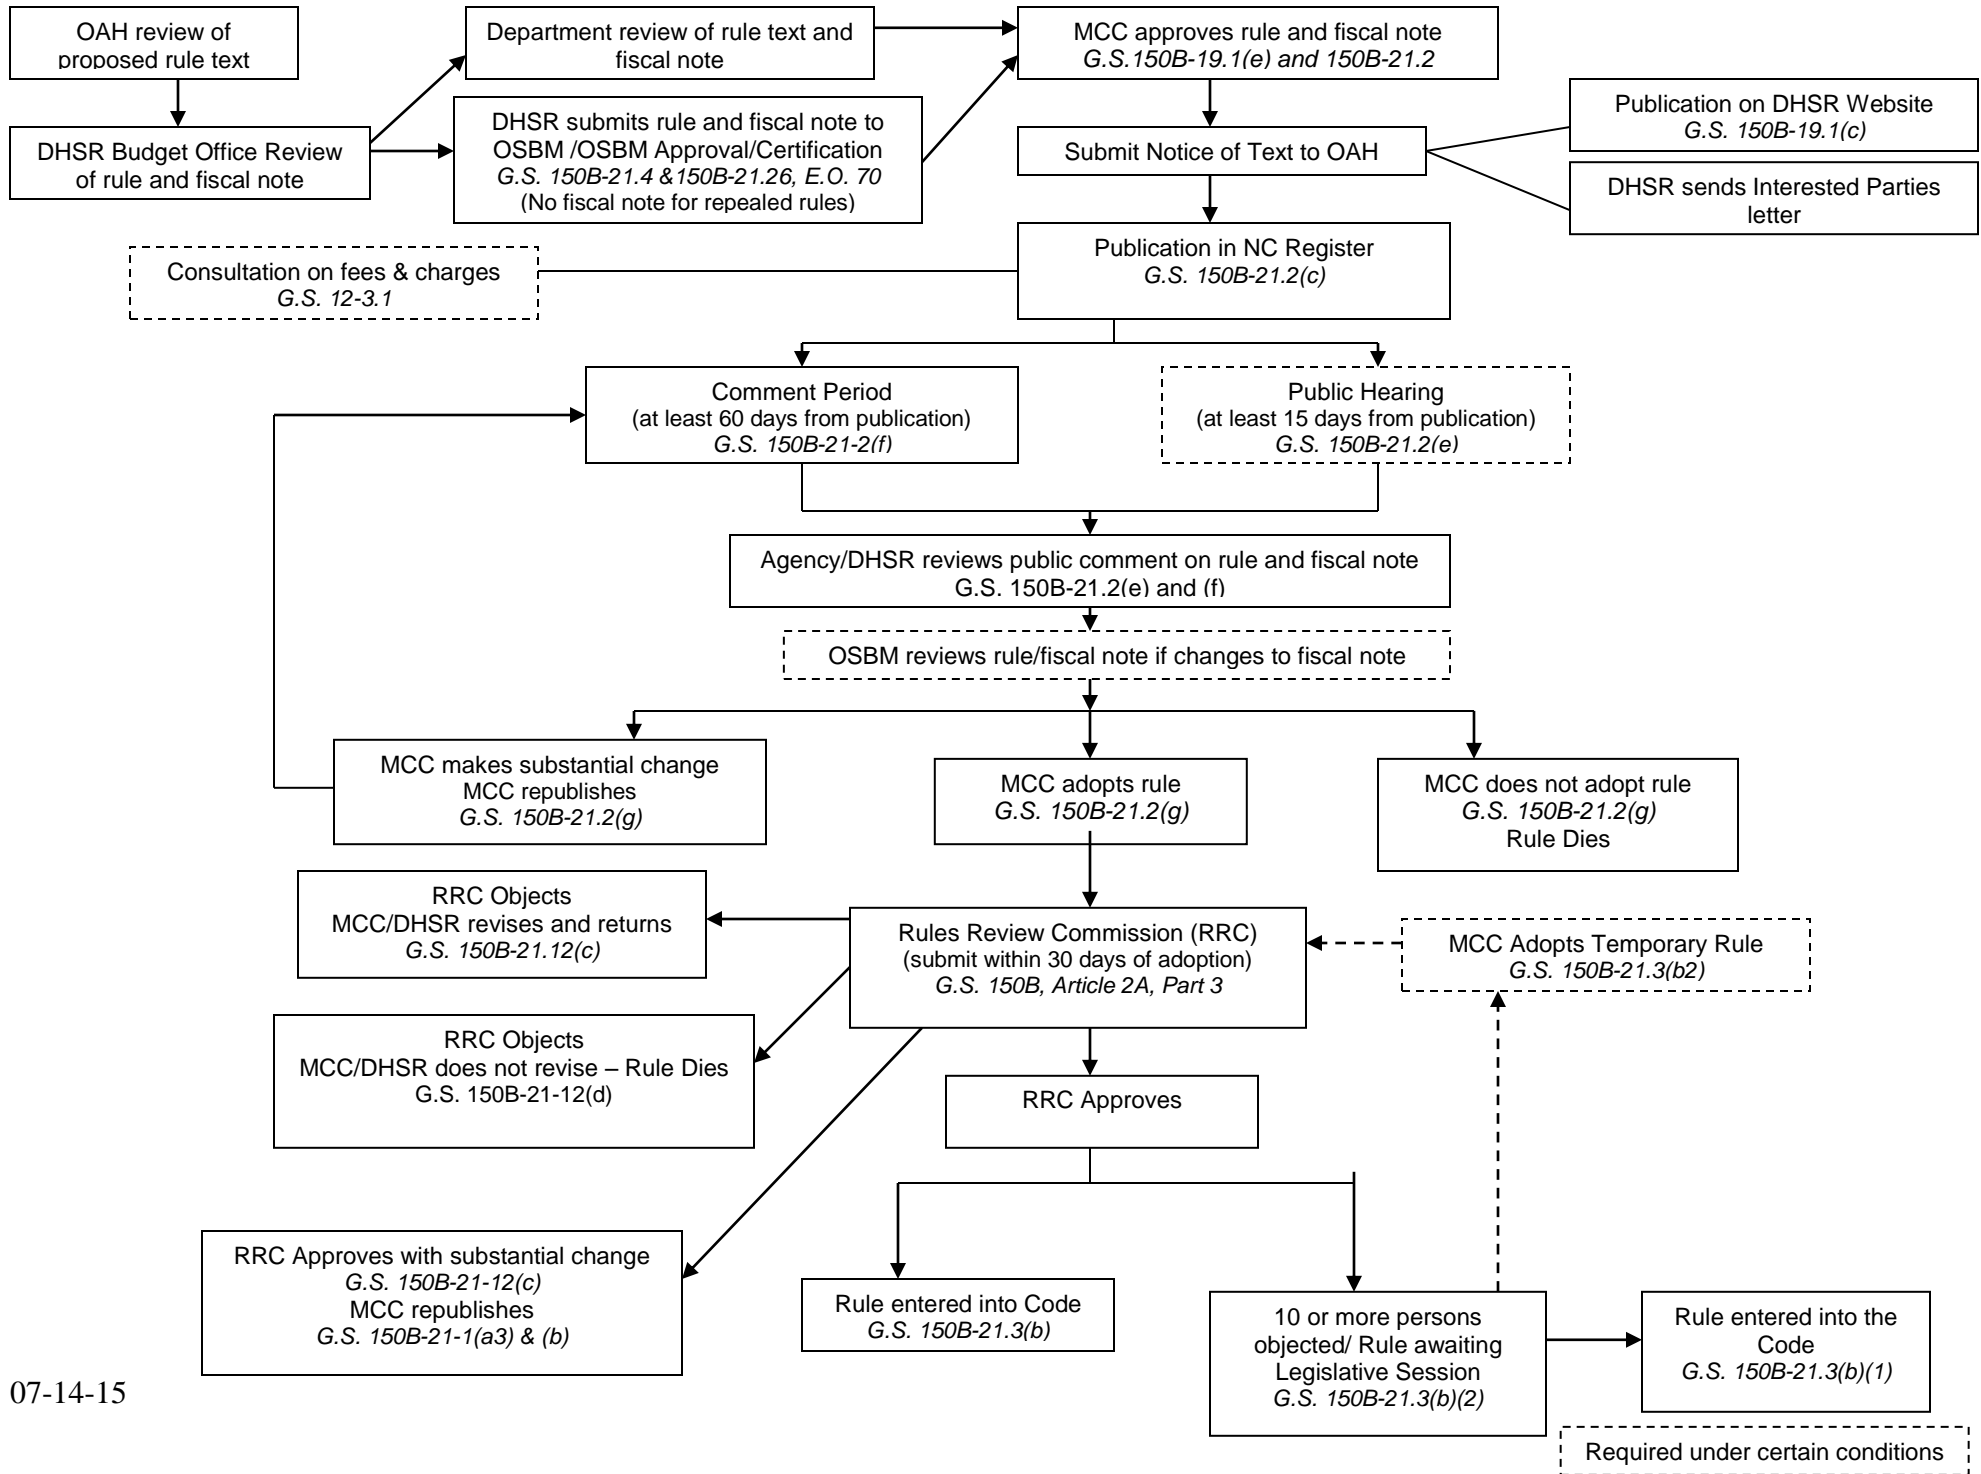 OAH review of
proposed rule text
Department review of rule text and
fiscal note
MCC approves rule and fiscal note
G.S.150B-19.1(e) and 150B-21.2
DHSR Budget Office Review
of rule and fiscal note
DHSR submits rule and fiscal note to
OSBM /OSBM Approval/Certification
G.S. 150B-21.4 &150B-21.26, E.O. 70
(No fiscal note for repealed rules)
Submit Notice of Text to OAH
Publication on DHSR Website
G.S. 150B-19.1(c)
DHSR sends Interested Parties
letter
Consultation on fees & charges
G.S. 12-3.1
Publication in NC Register
G.S. 150B-21.2(c)
Comment Period
(at least 60 days from publication)
G.S. 150B-21-2(f)
Public Hearing
(at least 15 days from publication)
G.S. 150B-21.2(e)
Agency/DHSR reviews public comment on rule and fiscal note
G.S. 150B-21.2(e) and (f)
OSBM reviews rule/fiscal note if changes to fiscal note
MCC makes substantial change
MCC republishes
G.S. 150B-21.2(g)
MCC adopts rule
G.S. 150B-21.2(g)
MCC does not adopt rule
G.S. 150B-21.2(g)
Rule Dies
RRC Objects
MCC/DHSR revises and returns
G.S. 150B-21.12(c)
Rules Review Commission (RRC)
(submit within 30 days of adoption)
G.S. 150B, Article 2A, Part 3
MCC Adopts Temporary Rule
G.S. 150B-21.3(b2)
RRC Objects
MCC/DHSR does not revise – Rule Dies
G.S. 150B-21-12(d)
RRC Approves
RRC Approves with substantial change
G.S. 150B-21-12(c)
MCC republishes
G.S. 150B-21-1(a3) & (b)
Rule entered into Code
G.S. 150B-21.3(b)
10 or more persons
objected/ Rule awaiting
Legislative Session
G.S. 150B-21.3(b)(2)
Rule entered into the
Code
G.S. 150B-21.3(b)(1)
07-14-15
Required under certain conditions